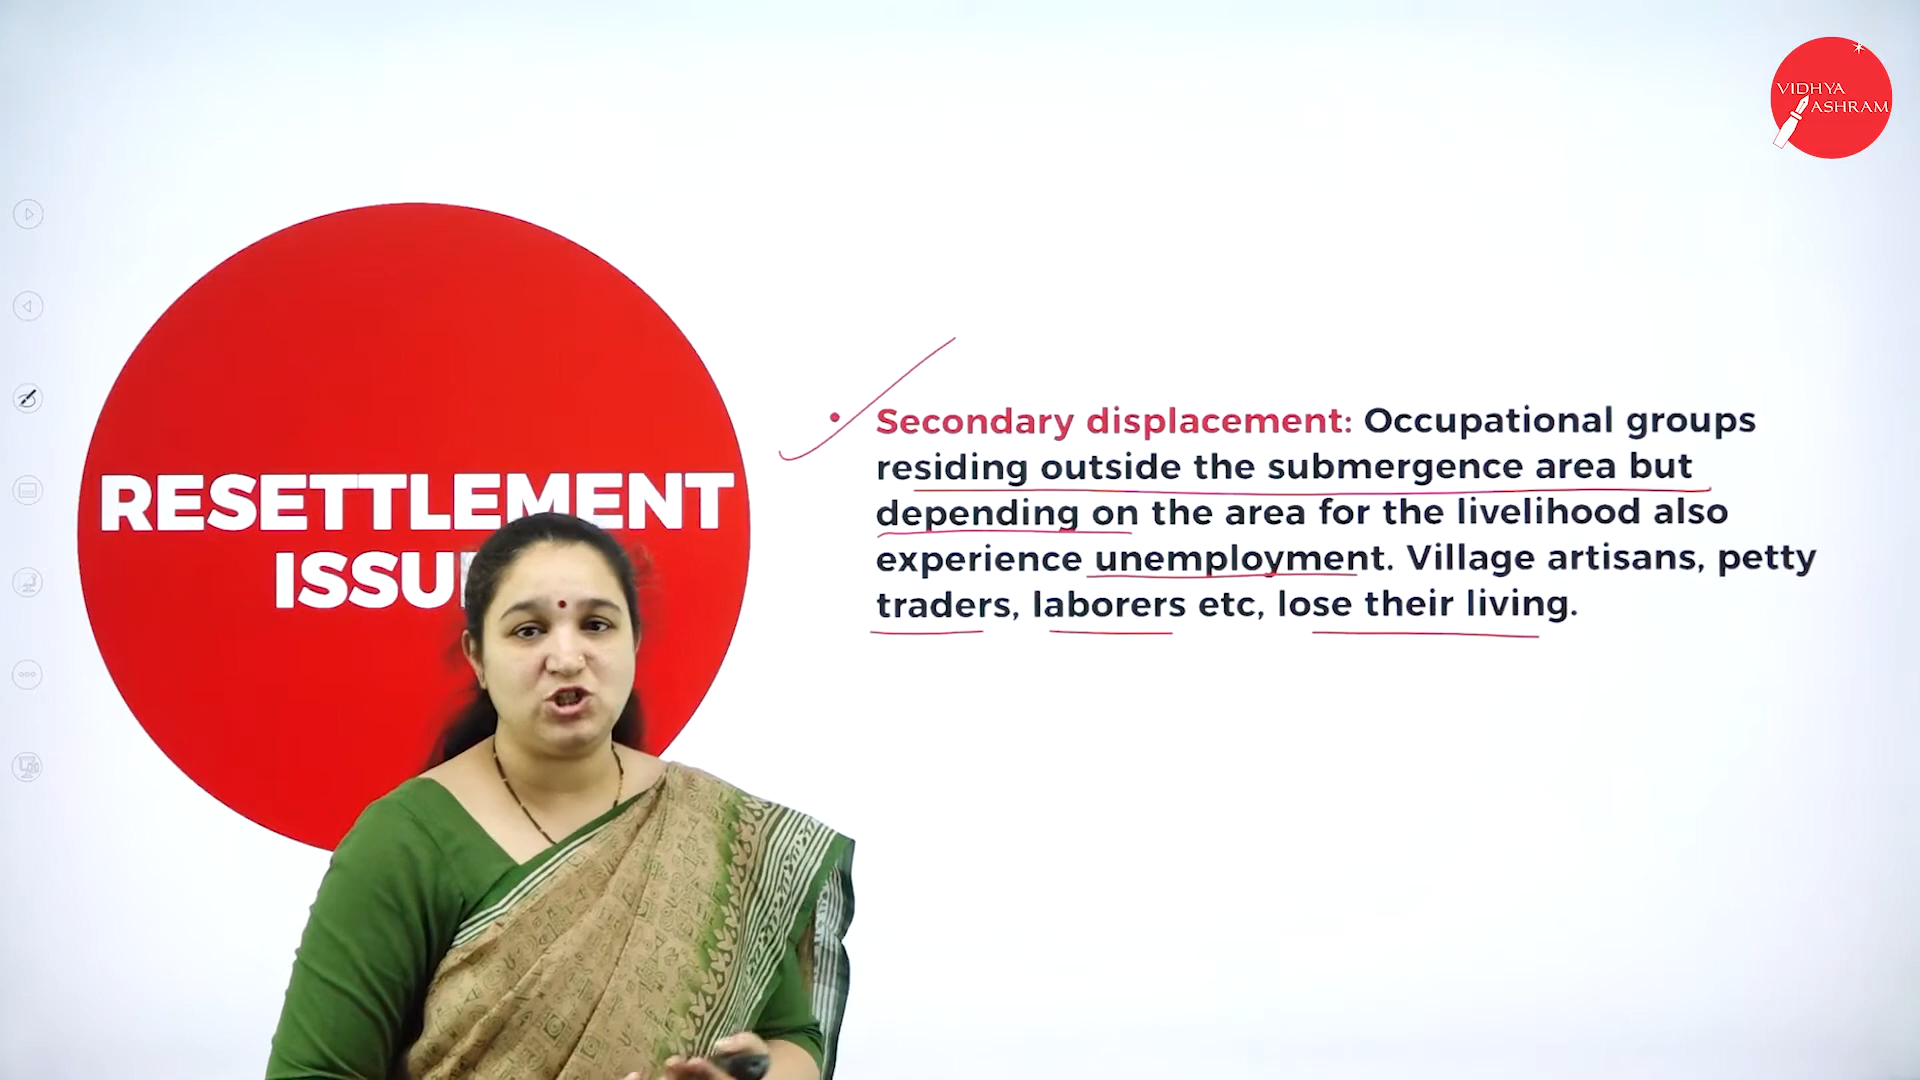 VIDHYA
ASHRAM
RESETTLEMENT
Secondary displacement: Occupational groups
residing outside the submergence area but
depending on the area for the livelihood also
experience unemployment. Village artisans, petty
traders, laborers etc, lose their living.